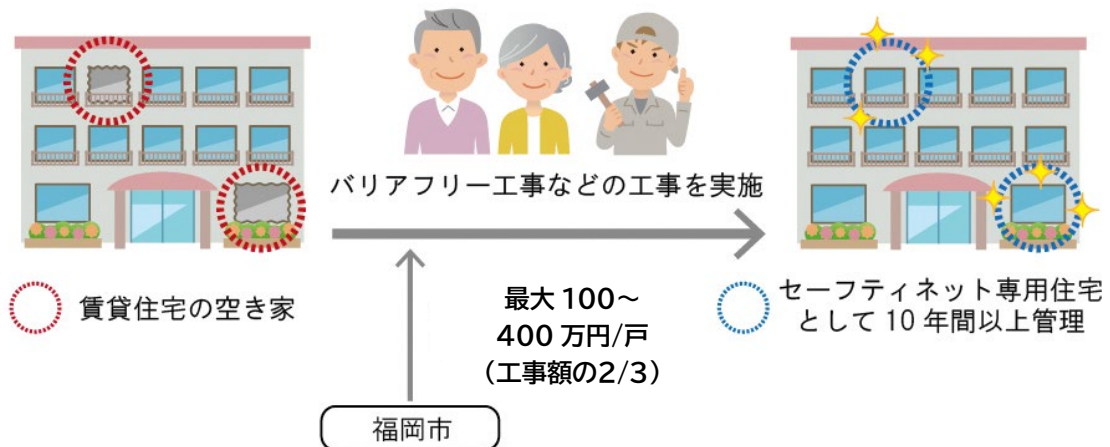 バリアフリー工事などの工事を実施
賃貸住宅の空き家
最大100～
400万円/戸
（工事額の2/3）
セーフティネット専用住宅
として10年間以上管理
福岡市